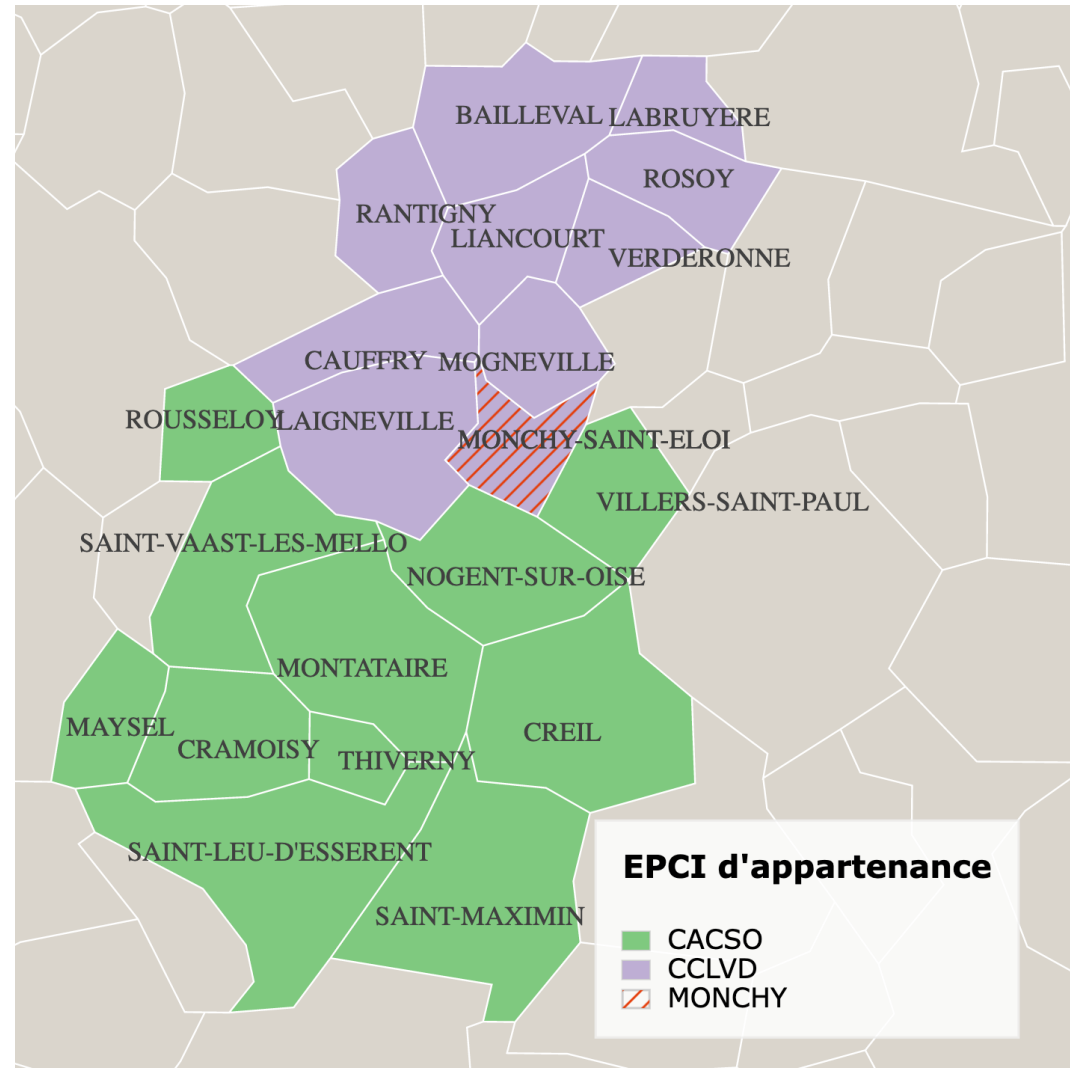 BAILLEVAL
LABRUYERE
ROSOY
RANTIGNY
LIANCOURT
VERDERONNE
CAUFFRY
MOGNEVILLE
ROUSSELOY
LAIGNEVILLE
MONCHY-SAINT-ELOI
VILLERS-SAINT-PAUL
SAINT-VAAST-LES-MELLO
NOGENT-SUR-OISE
MONTATAIRE
MAYSEL
CREIL
CRAMOISY
THIVERNY
SAINT-LEU-D'ESSERENT
SAINT-MAXIMIN
EPCI d'appartenance
CACSO
CCLVD
MONCHY